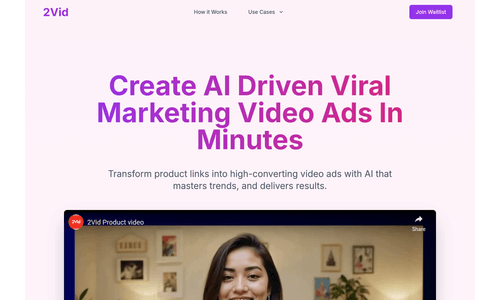 2Vid
How it Works
Use Cases
Join Waitlist
Create AI Driven Viral
Marketing Video Ads In
Minutes
Transform product links into high-converting video ads with AI that
masters trends, and delivers results.
2Vid
2Vid Product video
Share